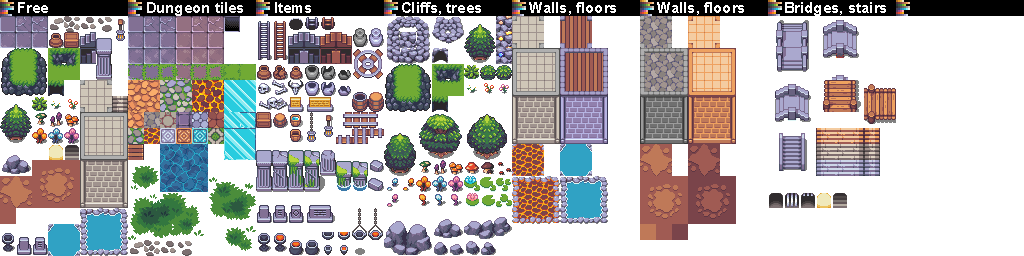 Free
Dungeon tiles
Items
Cliffs, trees
Walls, floors
Walls, floors
Bridges, stairs